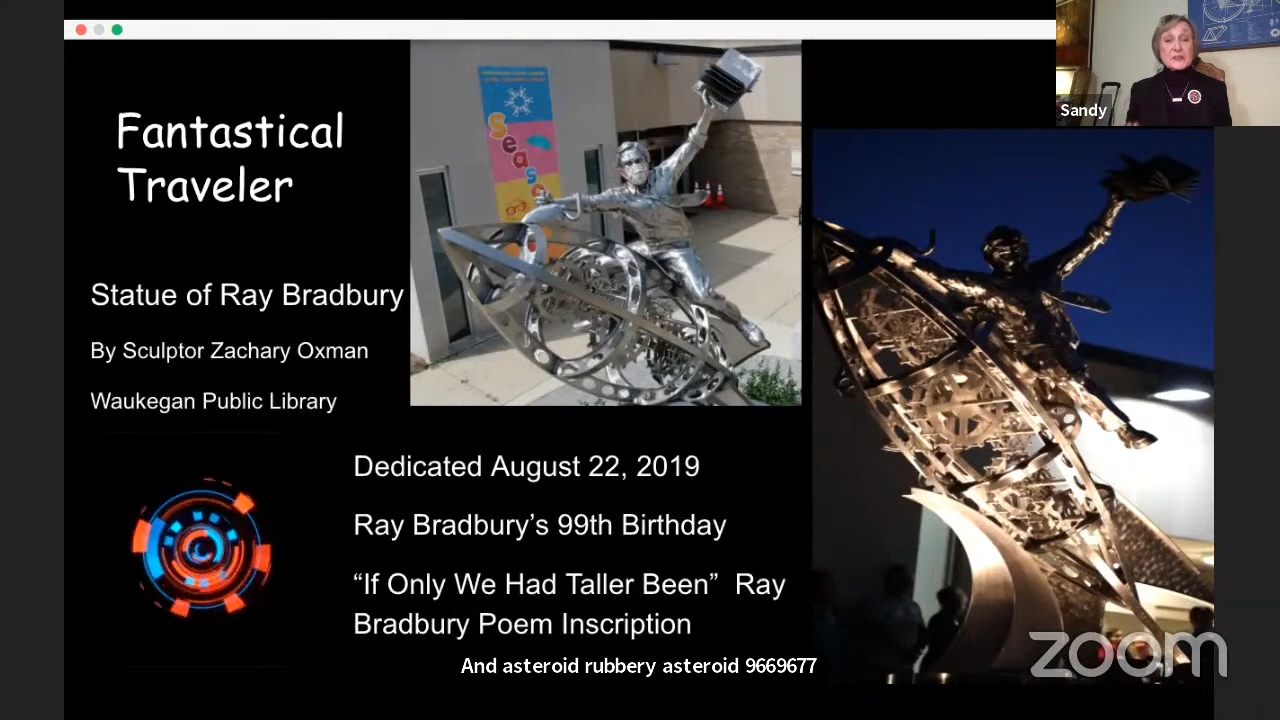 Fantastical
Traveler
Statue of Ray Bradbury
By Sculptor Zachary Oxman
Waukegan Public Library
Seaso
Sandy
Dedicated August 22, 2019
Ray Bradbury’s 99th Birthday
“If Only We Had Taller Been” Ray
Bradbury Poem Inscription
And asteroid rubbery asteroid 9669677
zoom